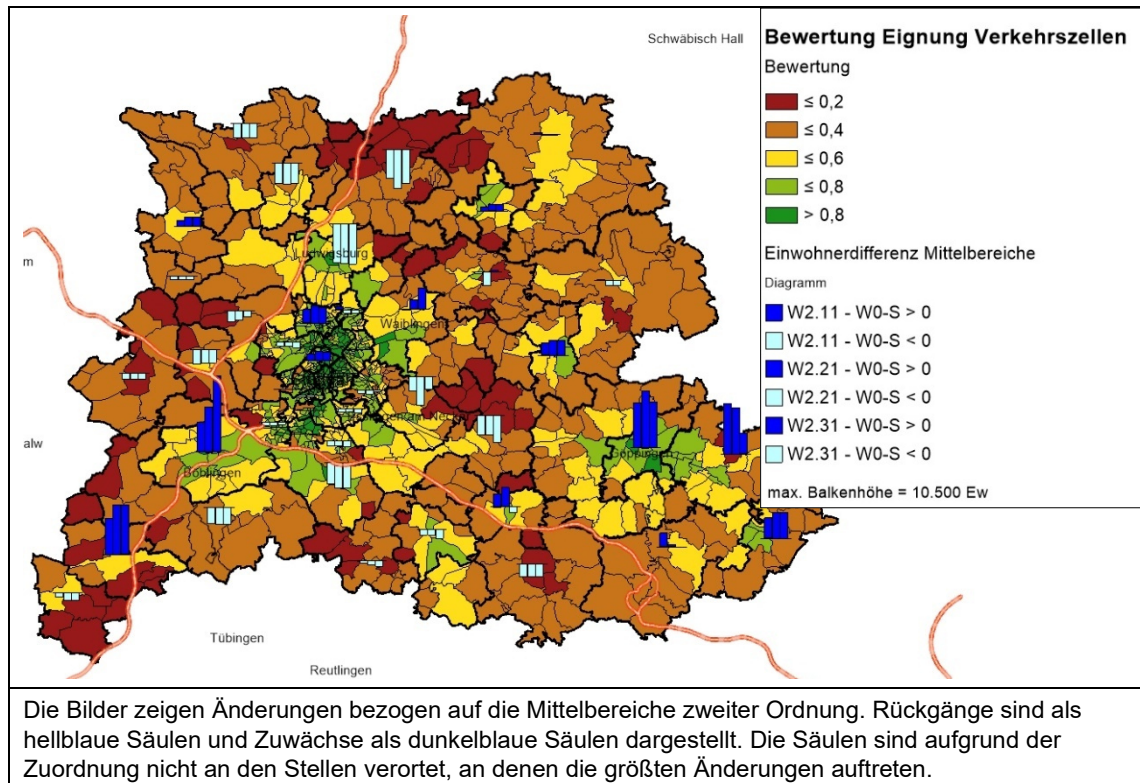 Schwäbisch Hall
Bewertung Eignung Verkehrszellen
Bewertung
≤ 0,2
≤ 0,4
≤ 0,6
≤ 0,8
> 0,8
Einwohnerdifferenz Mittelbereiche
Diagramm
W2.11 - W0-S > 0
W2.11 - W0-S < 0
W2.21 - W0-S > 0
W2.21 - W0-S < 0
W2.31 - W0-S > 0
W2.31 - W0-S < 0
max. Balkenhöhe = 10.500 Ew
Ludwigsburg
m
Waiblingen
alw
Göppingen
Böblingen
Tübingen
Reutlingen
Die Bilder zeigen Änderungen bezogen auf die Mittelbereiche zweiter Ordnung. Rückgänge sind als
hellblaue Säulen und Zuwächse als dunkelblaue Säulen dargestellt. Die Säulen sind aufgrund der
Zuordnung nicht an den Stellen verortet, an denen die größten Änderungen auftreten.